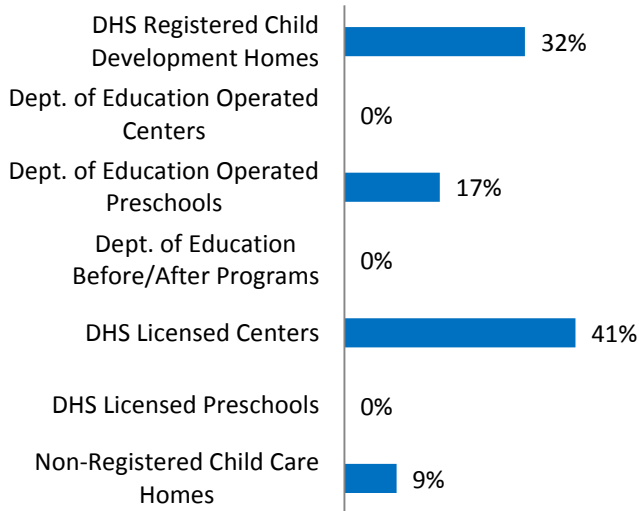 DHS Registered Child
Development Homes
32%
Dept. of Education Operated
Centers
0%
Dept. of Education Operated
Preschools
17%
Dept. of Education
Before/After Programs
0%
DHS Licensed Centers
41%
DHS Licensed Preschools
0%
Non-Registered Child Care
Homes
9%